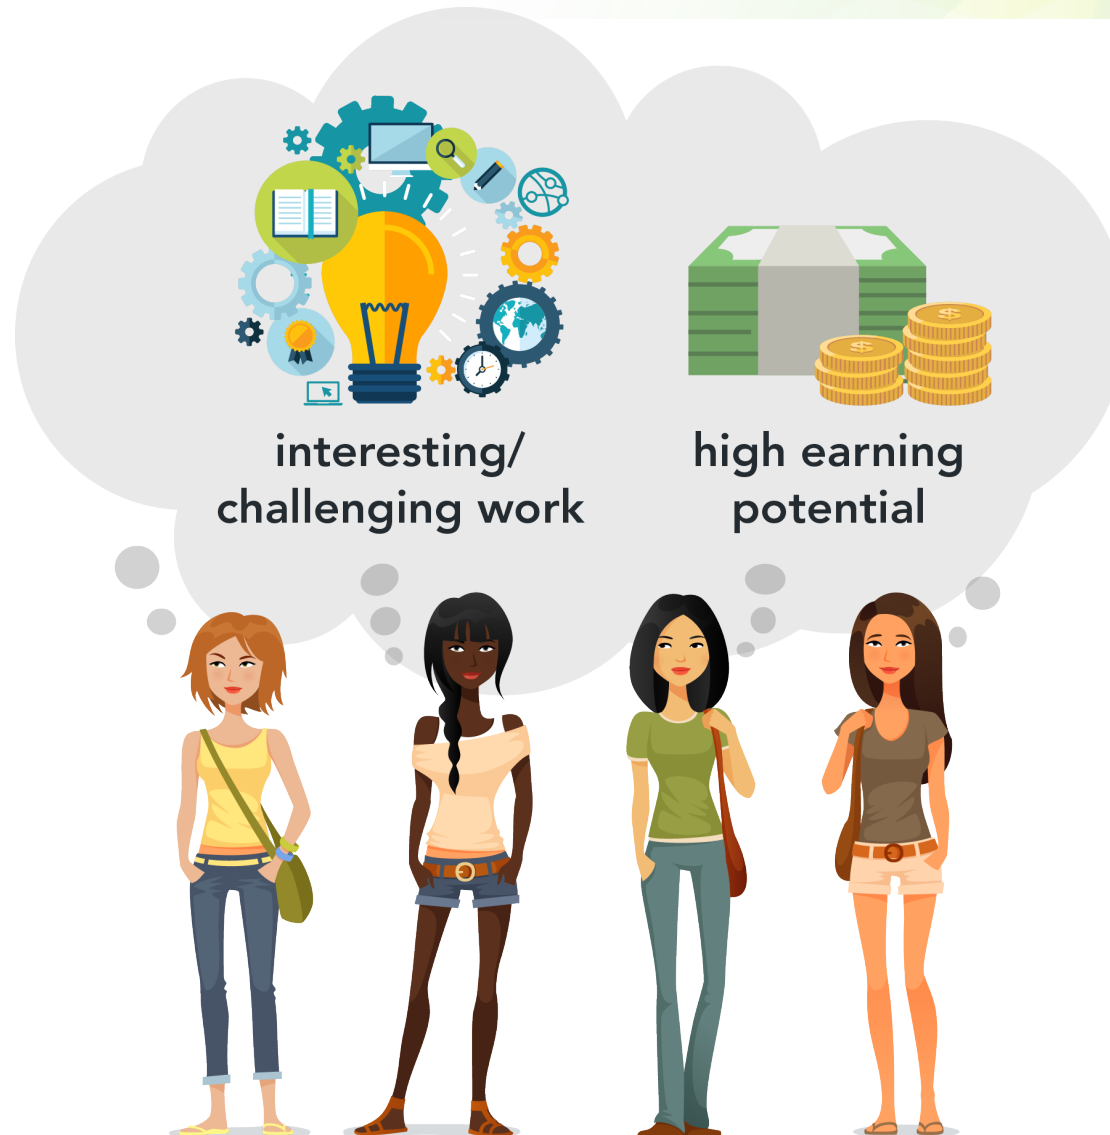 interesting/
challenging work
high earning
potential
$
$